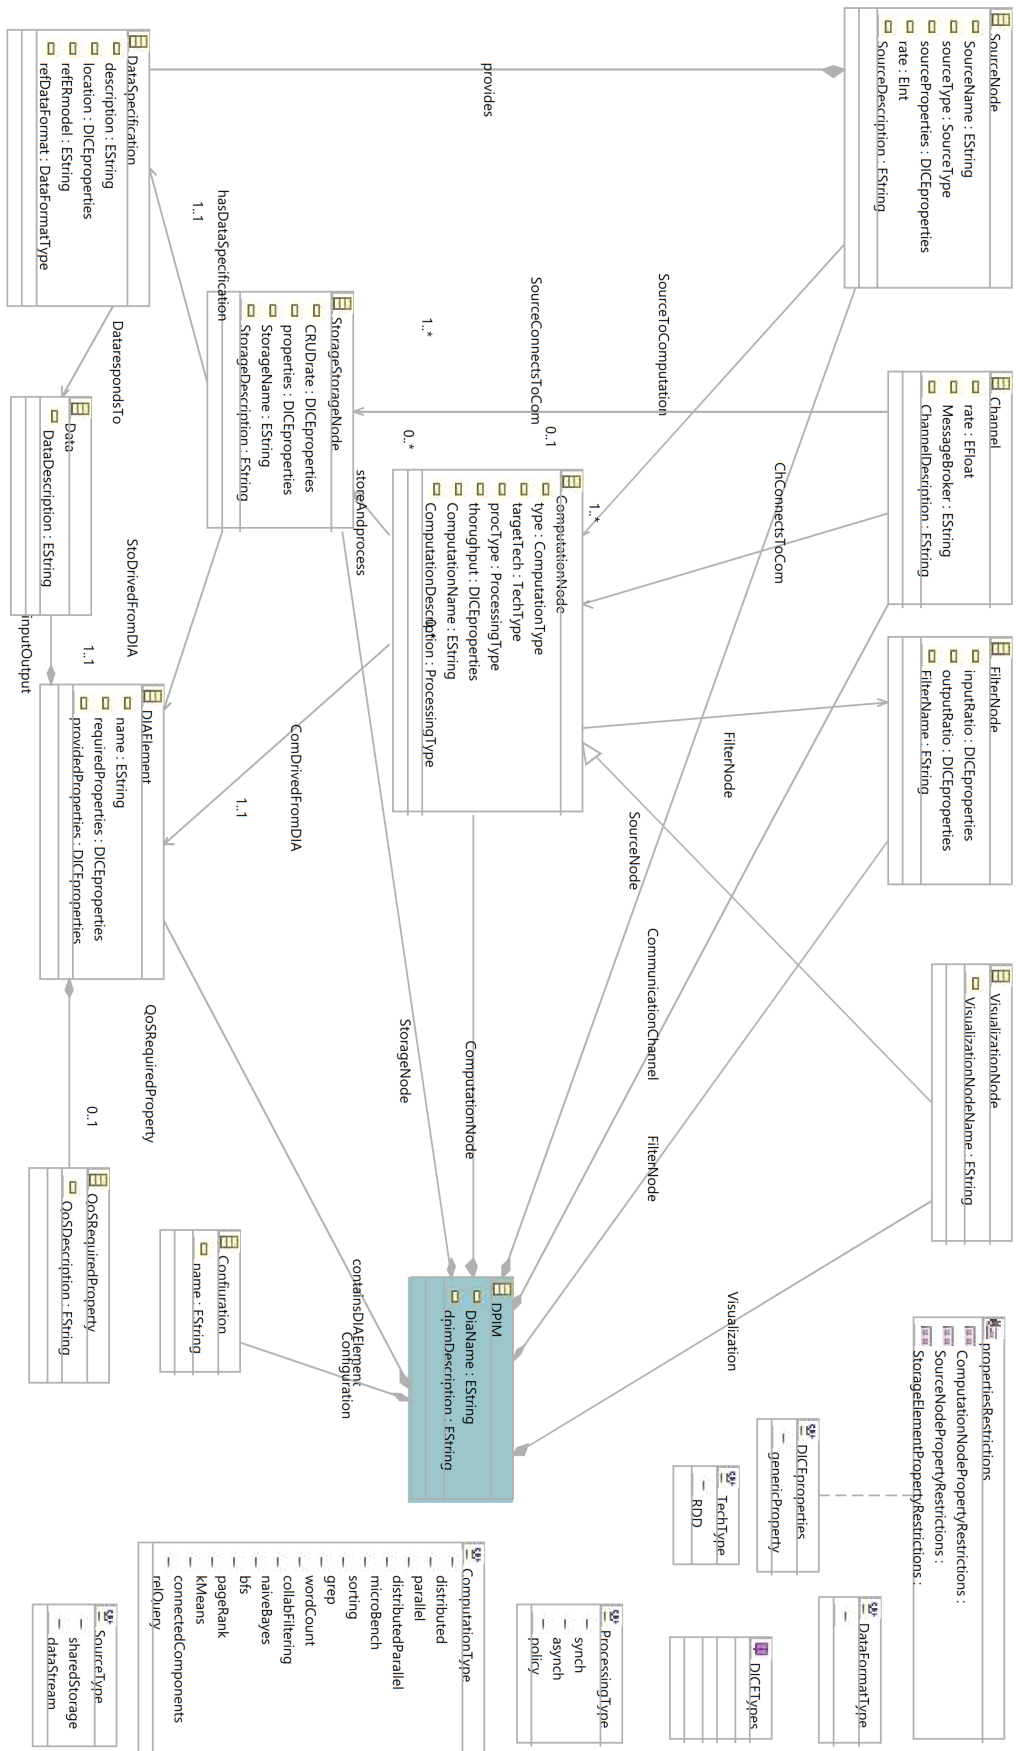 SourceNode
SourceName : EString
sourceType : SourceType
sourceProperties : DICEproperties
rate : EInt
SourceDescription : EString
Channel
rate : EFloat
MessageBroker : EString
ChannelDesription : EString
FilterNode
inputRatio : DICEproperties
outputRatio : DICEproperties
FilterName : EString
VisualizationNode
VisualizationNodeName : EString
propertiesRestrictions
ComputationNodePropertyRestrictions :
SourceNodePropertyRestrictions :
StorageElementPropertyRestrictions :
DICEproperties
genericProperty
DataFormatType
TechType
RDD
DICETypes
ChConnectsToCom
FilterNode
Visualization
SourceToComputation
SourceNode
CommunicationChannel
FilterNode
1..*
0..1
SourceConnectsToCom
ComputationNode
type : ComputationType
targetTech : TechType
procType : ProcessingType
thorughput : DICEproperties
ComputationName : EString
ComputationDescription : ProcessingType
0..*
1..*
0..*
provides
ComputationNode
StorageNode
DPIM
DiaName : EString
dpimDescription : EString
ProcessingType
synch
asynch
policy
ComputationType
distributed
parallel
distributedParallel
microBench
sorting
grep
wordCount
collabFiltering
naiveBayes
bfs
pageRank
kMeans
connectedComponents
relQuery
storeAndprocess
containsDIAElement
Configuration
StorageStorageNode
CRUDrate : DICEproperties
properties : DICEproperties
StorageName : EString
StorageDescription : EString
ComDrivedFromDIA
1..1
hasDataSpecification
1..1
Confiuration
name : EString
DataSpecification
description : EString
location : DICEproperties
refERmodel : EString
refDataFormat : DataFormatType
DatarespondsTo
StoDrivedFromDIA
1..1
DIAElement
name : EString
requiredProperties : DICEproperties
providedProperties : DICEproperties
QoSRequiredProperty
0..1
Data
DataDescription : EString
inputOutput
QoSRequiredProperty
QoSDescription : EString
SourceType
sharedStorage
dataStream